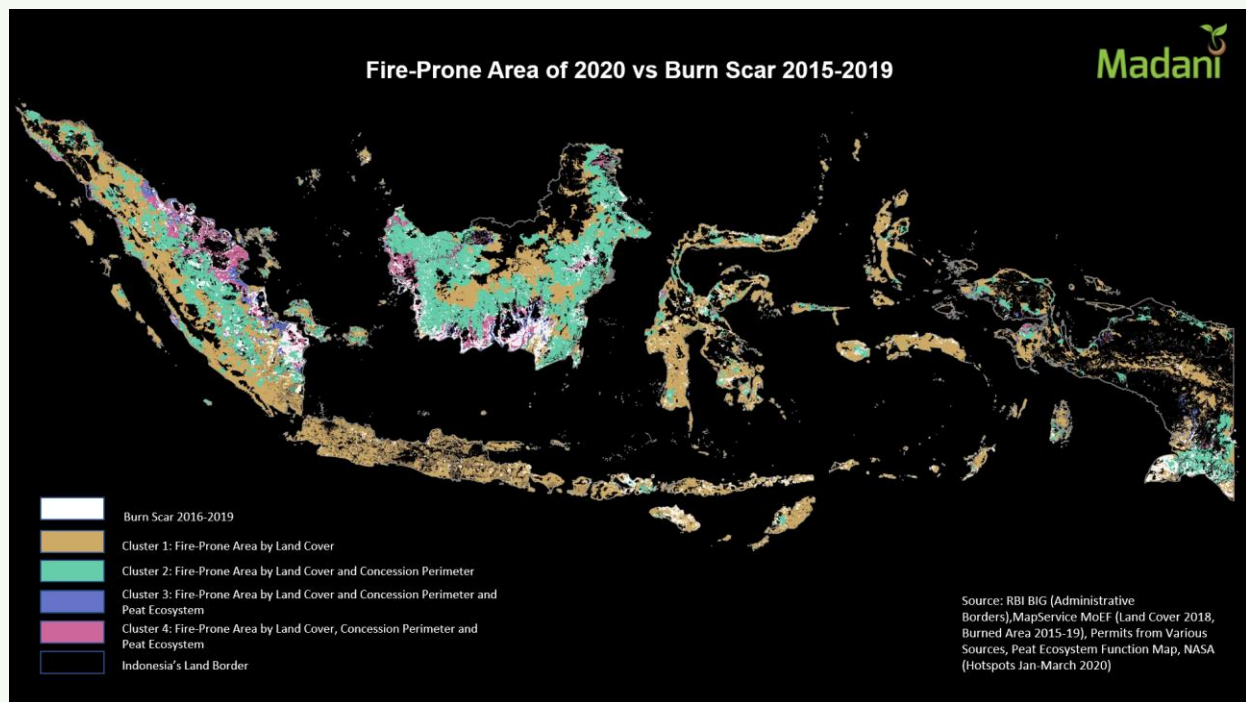 Madani
Fire-Prone Area of 2020 vs Burn Scar 2015-2019
Burn Scar 2016-2019
Cluster 1: Fire-Prone Area by Land Cover
Cluster 2: Fire-Prone Area by Land Cover and Concession Perimeter
Cluster 3: Fire-Prone Area by Land Cover and Concession Perimeter and
Peat Ecosystem
Cluster 4: Fire-Prone Area by Land Cover, Concession Perimeter and
Peat Ecosystem
Indonesia's Land Border
Source: RBI BIG (Administrative
Borders),MapService MoEF (Land Cover 2018,
Burned Area 2015-19), Permits from Various
Sources, Peat Ecosystem Function Map, NASA
(Hotspots Jan-March 2020)